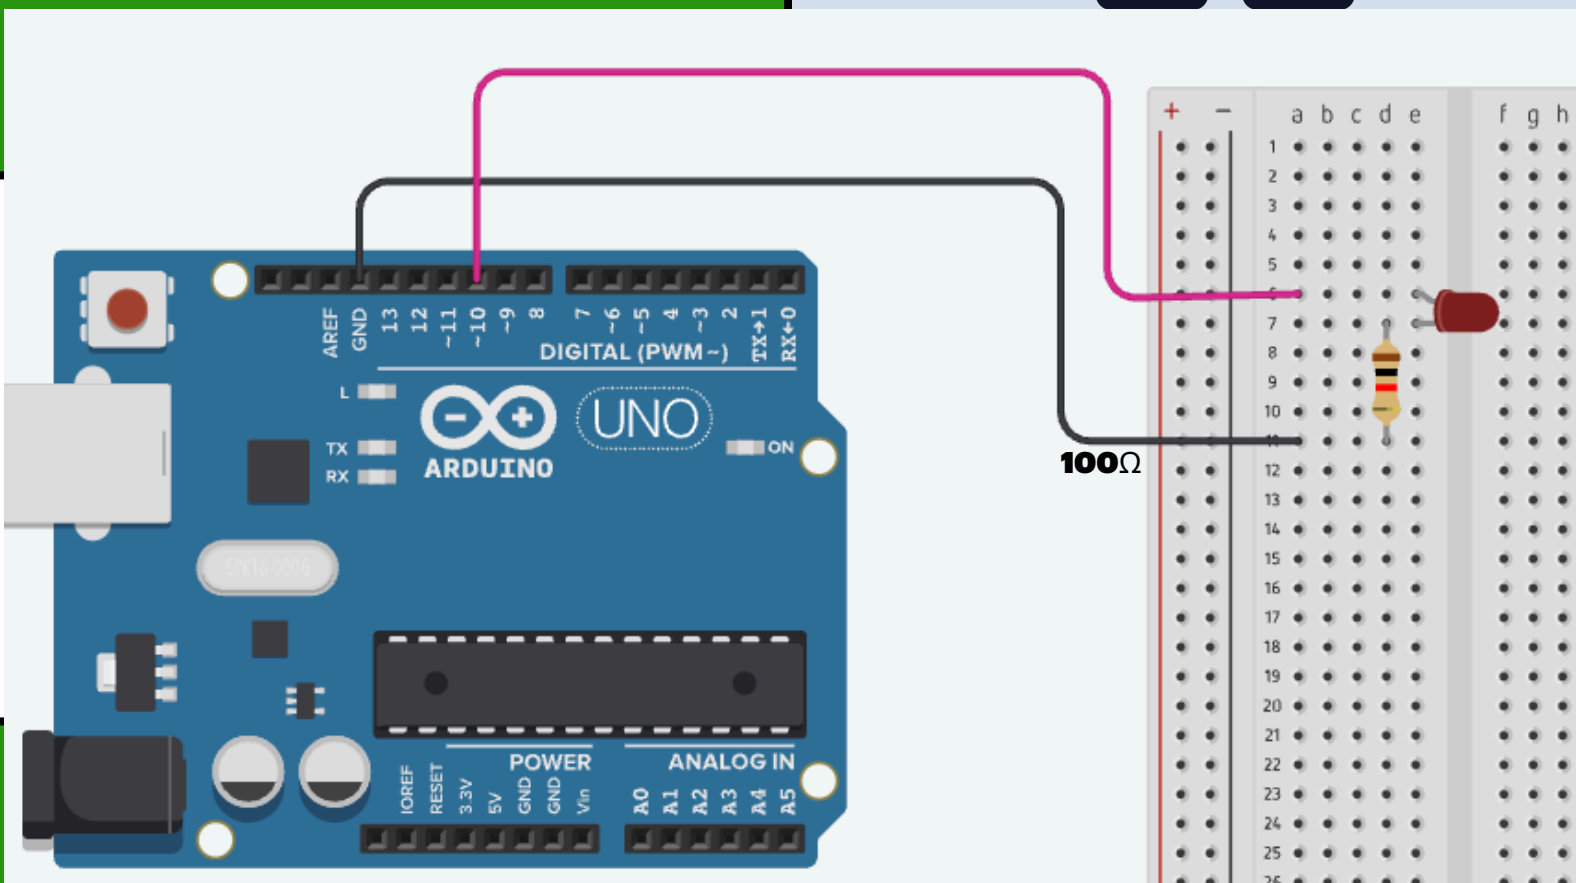 + − a b c d e f g h
1
2
3
4
5
7
8
9
10
12
13
14
15
16
17
18
19
20
21
22
23
24
25
26
100Ω
AREF
GND
13
12
~11
~10
~9
8
7
~6
~5
4
~3
2
TX→1
RX←0
DIGITAL (PWM~)
L
TX
RX
ON
UNO
ARDUINO
SPK16.000G
POWER
ANALOG IN
IOREF
RESET
3.3V
5V
GND
GND
Vin
A0
A1
A2
A3
A4
A5